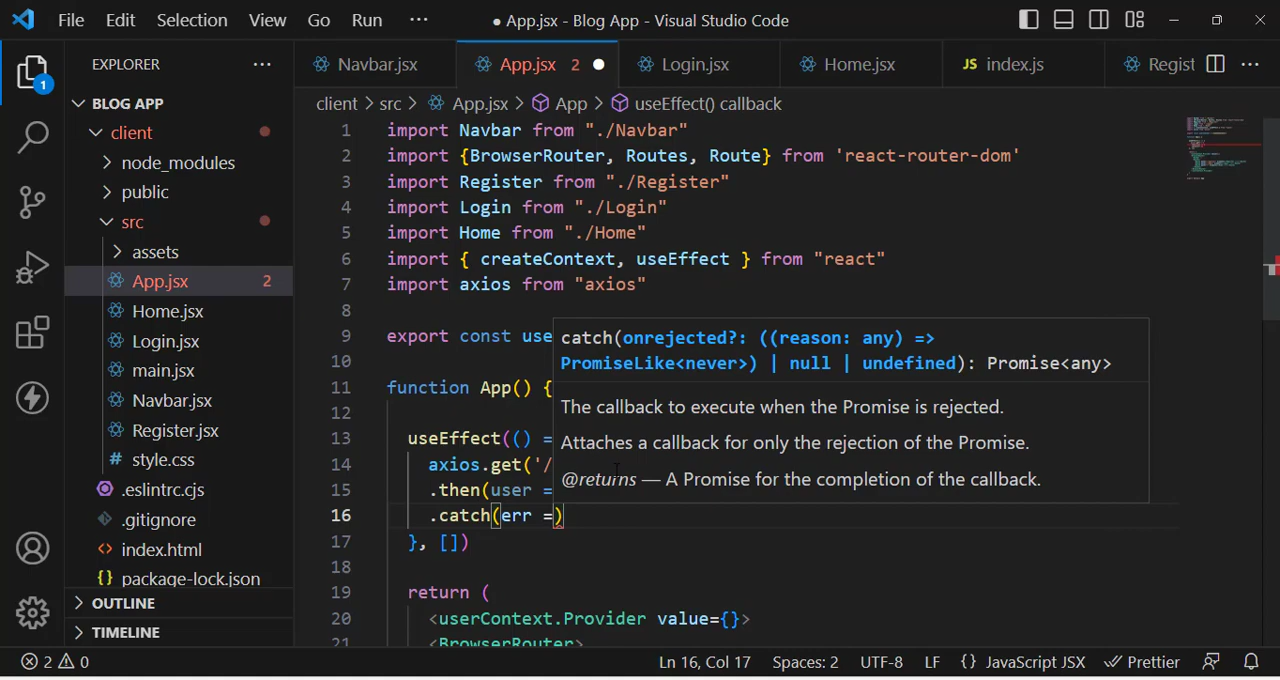 File Edit Selection View Go Run ··· ● App.jsx - Blog App - Visual Studio Code
EXPLORER ···
Navbar.jsx App.jsx 2 ● Login.jsx Home.jsx JS index.js Regist ···
1
BLOG APP
client
node_modules
public
src
assets
App.jsx 2
Home.jsx
Login.jsx
main.jsx
Navbar.jsx
Register.jsx
# style.css
.eslintrc.cjs
.gitignore
<> index.html
{} package-lock.json
OUTLINE
TIMELINE
client > src > App.jsx > App > useEffect() callback
1 import Navbar from "./Navbar"
2 import {BrowserRouter, Routes, Route} from 'react-router-dom'
3 import Register from "./Register"
4 import Login from "./Login"
5 import Home from "./Home"
6 import { createContext, useEffect } from "react"
7 import axios from "axios"
8
9 export const use
10
11 function App() {
12
13 useEffect(() =
14 axios.get('/
15 .then(user =
16 .catch(err =)
17 }, [])
18
19 return (
20 <userContext.Provider value={}>
21 <BrowserRouter>
catch(onrejected?: ((reason: any) =>
PromiseLike<never>) | null | undefined): Promise<any>
The callback to execute when the Promise is rejected.
Attaches a callback for only the rejection of the Promise.
@returns — A Promise for the completion of the callback.
2 0 Ln 16, Col 17 Spaces: 2 UTF-8 LF {} JavaScript JSX Prettier